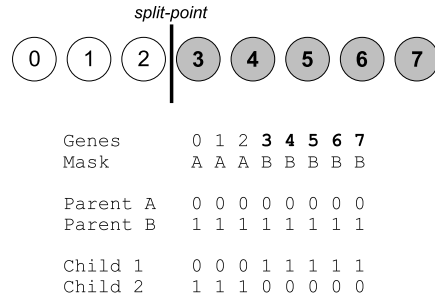 split-point
0 1 2 3 4 5 6 7
Genes 0 1 2 3 4 5 6 7
Mask A A A B B B B B
Parent A 0 0 0 0 0 0 0 0
Parent B 1 1 1 1 1 1 1 1
Child 1 0 0 0 1 1 1 1 1
Child 2 1 1 1 0 0 0 0 0